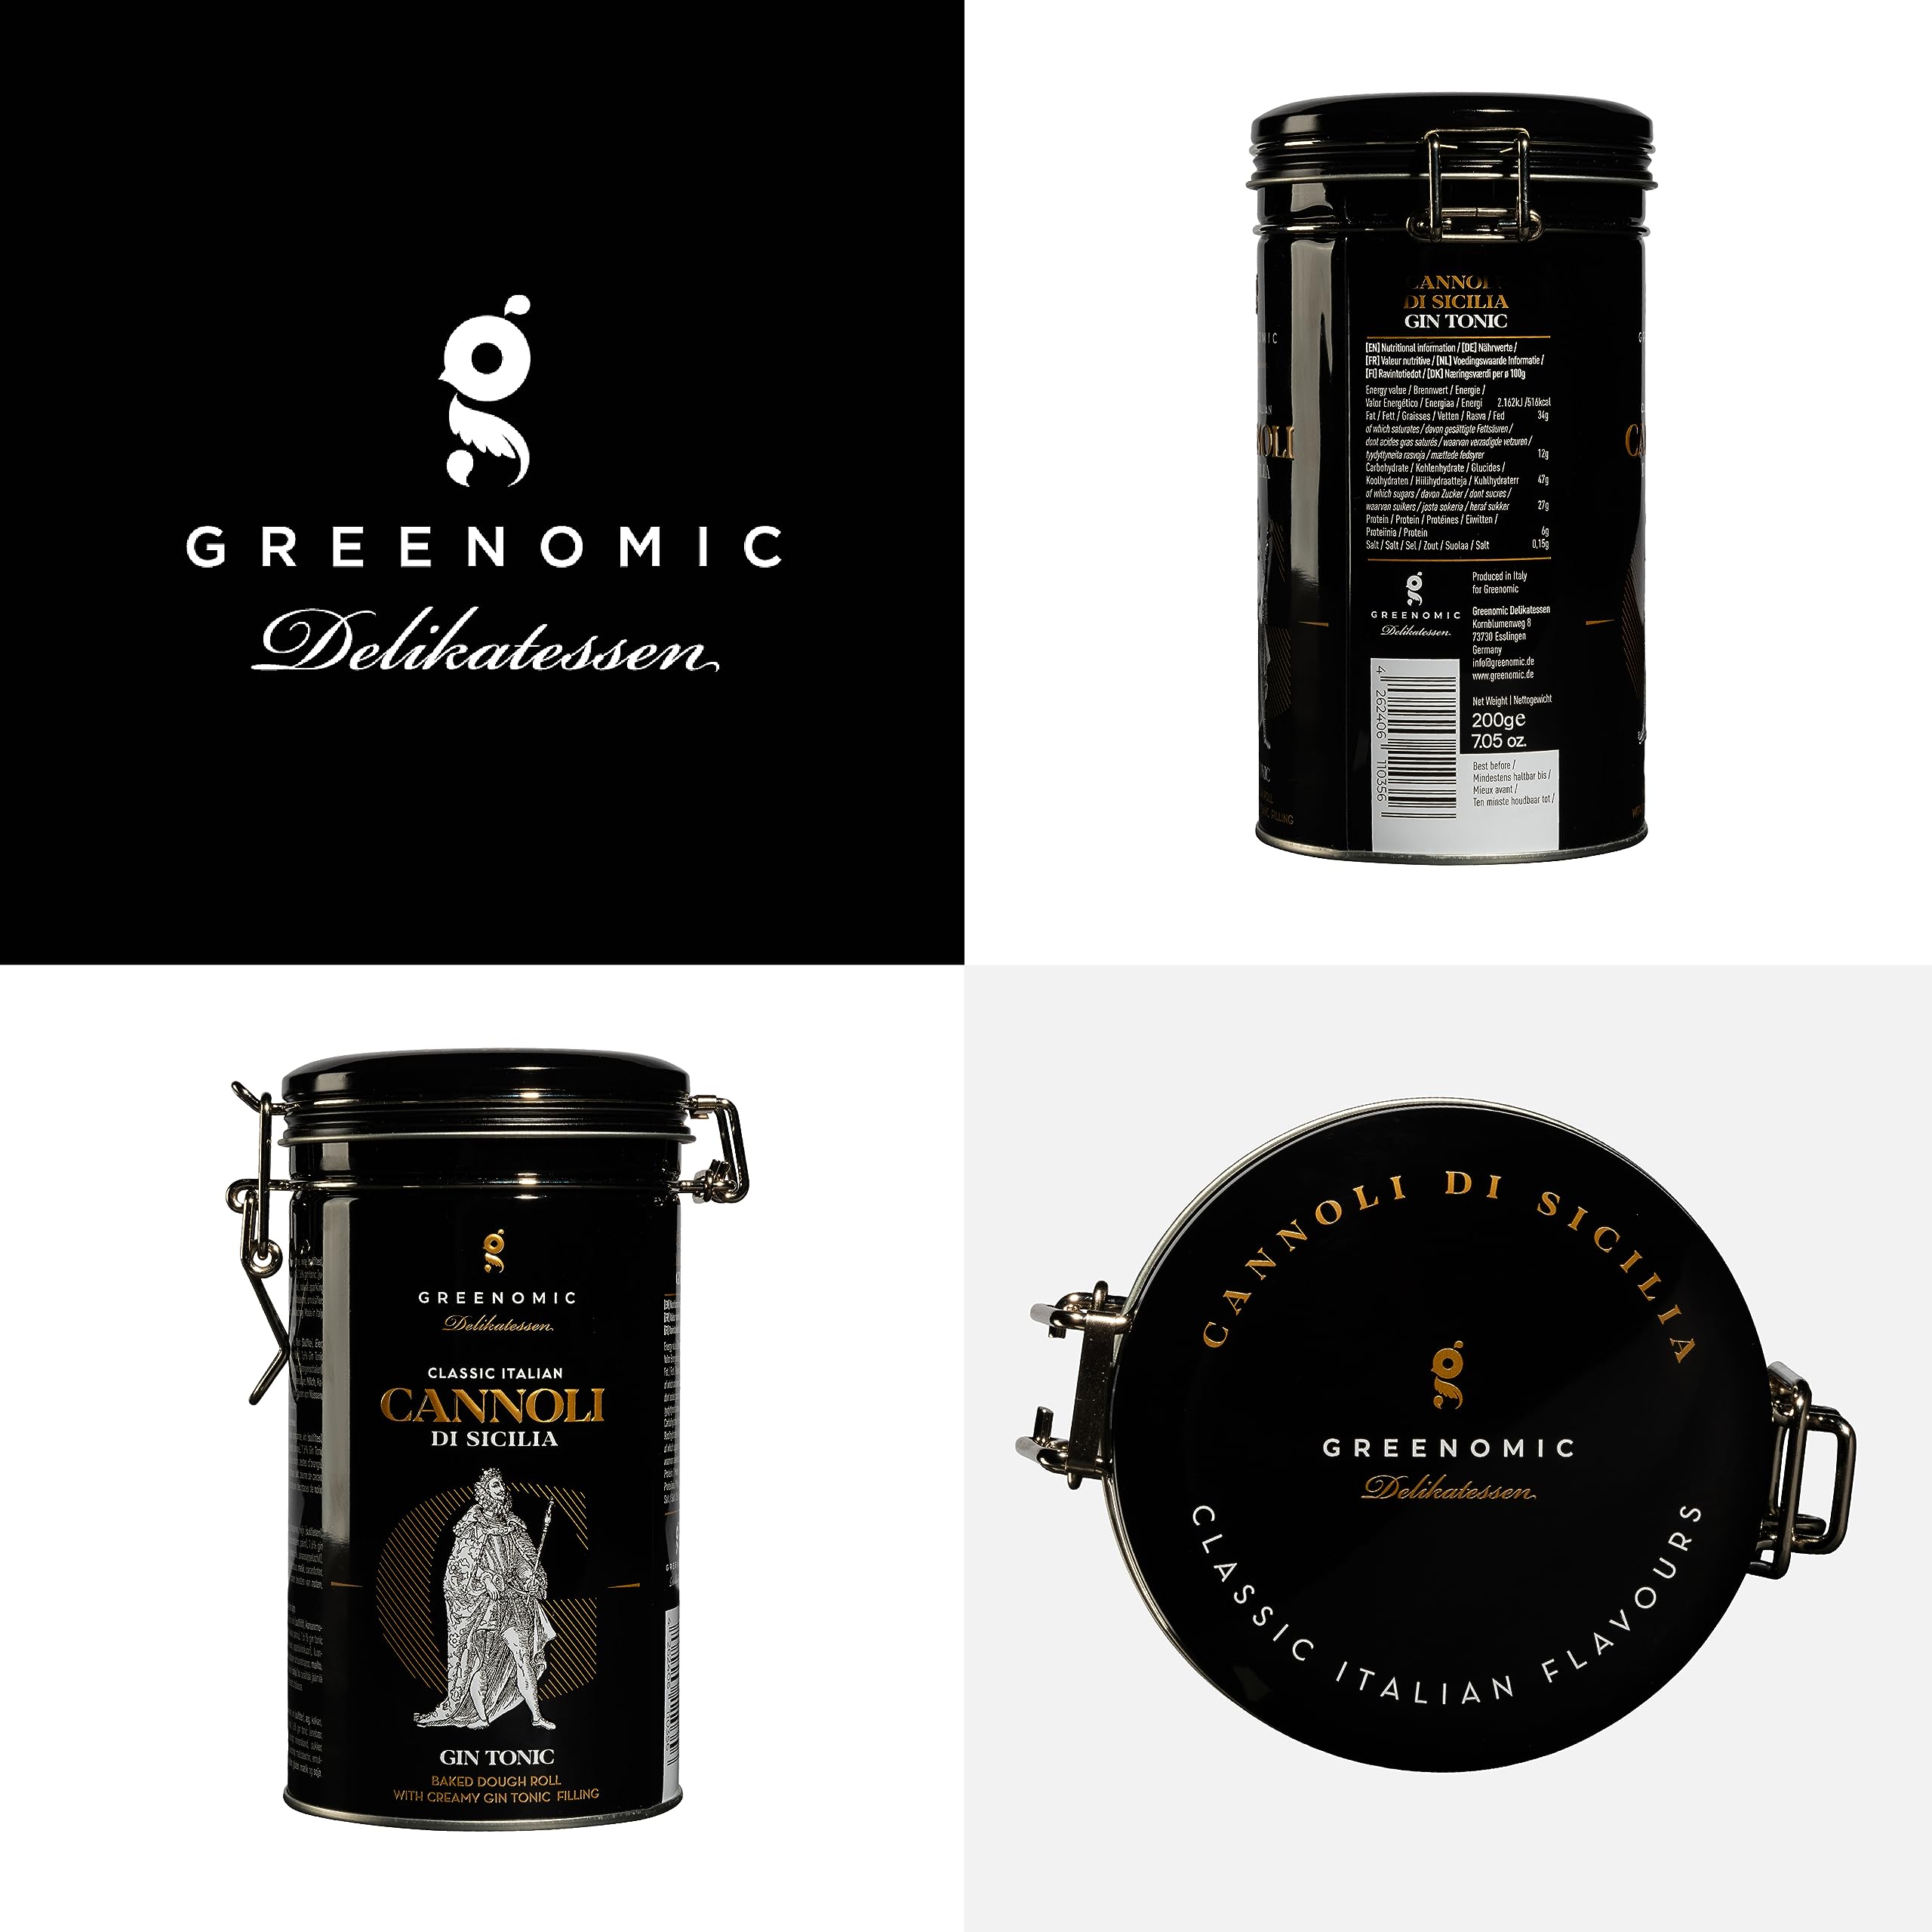 GREENOMIC
Delikatessen
CANNOLI
DI SICILIA
GIN TONIC
[EN] Nutritional information / [DE] Nährwerte /
[FR] Valeur nutritive / [NL] Voedingswaarde Informatie /
[FI] Ravintotiedot / [DK] Næringsværdi per ø 100g
Energy value / Brennwert / Energie /
Valor Energético / Energiaa / Energi 2.162kJ /516kcal
Fat / Fett / Graisses / Vetten / Rasva / Fed 34g
of which saturates / davon gesättigte Fettsäuren /
dont acides gras saturés / waarvan verzadigde vetzuren /
tyydyttyneita rasvoja / mættede fedsyrer 12g
Carbohydrate / Kohlenhydrate / Glucides /
Koolhydraten / Hiilihydraatteja / Kuhlhydraterr 47g
of which sugars / davon Zucker / dont sucres /
waarvan suikers / josta sokeria / heraf sukker 27g
Protein / Protein / Protéines / Eiwitten /
Proteiinia / Protein 6g
Salt / Salt / Sel / Zout / Suolaa / Salt 0,15g
Produced in Italy
for Greenomic
GREENOMIC
Delikatessen
Greenomic Delikatessen
Kornblumenweg 8
73730 Esslingen
Germany
info@greenomic.de
www.greenomic.de
Net Weight | Nettogewicht
200g e
7.05 oz.
4 262406 110356
Best before /
Mindestens haltbar bis /
Mieux avant /
Ten minste houdbaar tot /
GREENOMIC
Delikatessen
CLASSIC ITALIAN
CANNOLI
DI SICILIA
GIN TONIC
BAKED DOUGH ROLL
WITH CREAMY GIN TONIC FILLING
CANNOLI DI SICILIA
GREENOMIC
Delikatessen
CLASSIC ITALIAN FLAVOURS